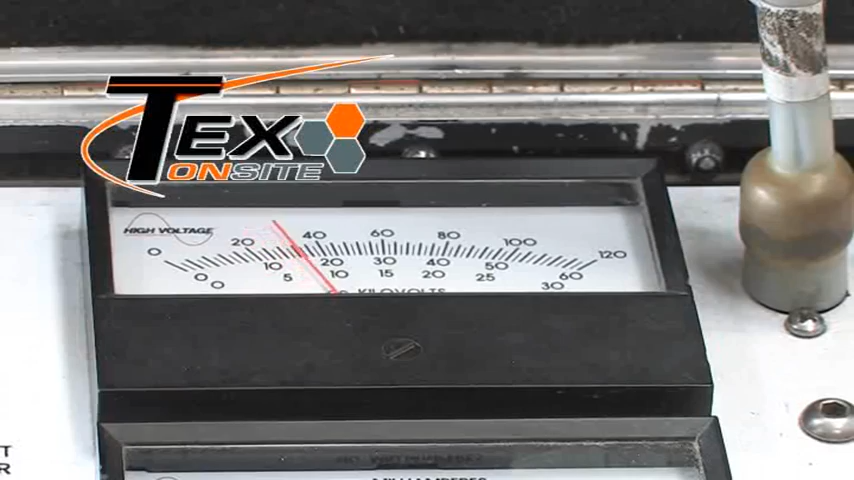 TEX
ONSITE
HIGH VOLTAGE
0 20 40 60 80 100 120
0 10 20 30 40 50 60
0 5 10 15 20 25 30
KILOVOLTS
T
R
MILLIAMPERES